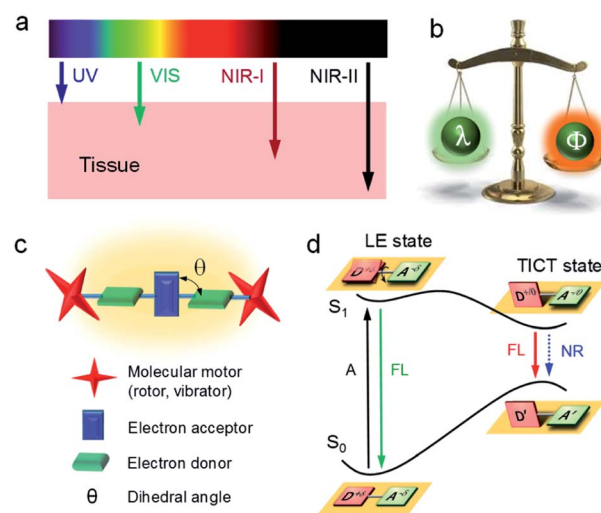 a
UV
VIS
NIR-I
NIR-II
Tissue
b
λ
Φ
c
θ
Molecular motor
(rotor, vibrator)
Electron acceptor
Electron donor
θ Dihedral angle
d
LE state
TICT state
S₁
A
FL
FL
NR
D' A'
S₀